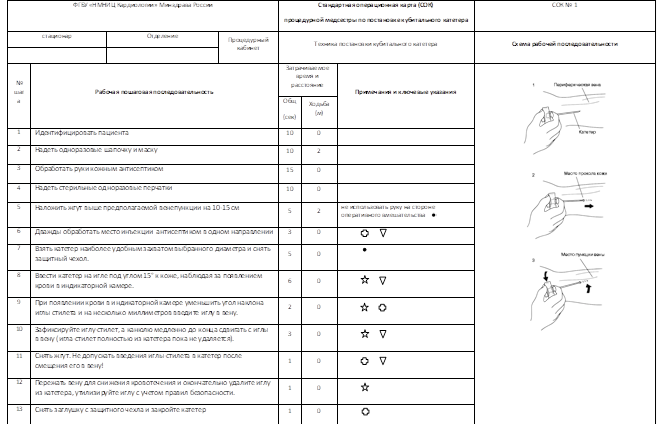 ФГБУ «НМИЦ Кардиологии» Минздрава России
Стандартная операционная карта (СОК)
процедурной медсестры по постановке кубитального катетера
СОК № 1
стационар
Отделение
Процедурный
кабинет
Техника постановки кубитального катетера
Схема рабочей последовательности
№
шаг
а
Рабочая пошаговая последовательность
Затрачиваемое
время и
расстояние
Общ.
(сек)
Ходьба
(м)
Примечания и ключевые указания
1 Идентифицировать пациента 10 0
2 Надеть одноразовые шапочку и маску 10 2
3 Обработать руки кожным антисептиком 15 0
4 Надеть стерильные одноразовые перчатки 10 0
5 Наложить жгут выше предполагаемой венепункции на 10-15 см 5 2 не использовать руку на стороне
оперативного вмешательства
6 Дважды обработать место инъекции антисептиком в одном направлении 3 0
7 Взять катетер наиболее удобным захватом выбранного диаметра и снять
защитный чехол. 5 0
8 Ввести катетер на игле под углом 15° к коже, наблюдая за появлением
крови в индикаторной камере. 6 0
9 При появлении крови в индикаторной камере уменьшить угол наклона
иглы стилета и на несколько миллиметров введите иглу в вену. 2 0
10 Зафиксируйте иглу стилет, а канюлю медленно до конца сдвигать с иглы
в вену (игла стилет полностью из катетера пока не удаляется). 3 0
11 Снять жгут. Не допускать введения иглы стилета в катетер после
смещения его в вену! 1 0
12 Пережать вену для снижения кровотечения и окончательно удалите иглу
из катетера, утилизируйте иглу с учетом правил безопасности. 1 0
13 Снять заглушку с защитного чехла и закройте катетер 1 0
1
Периферическая вена
Катетер
2
Место прокола кожи
3
Место пункции вены